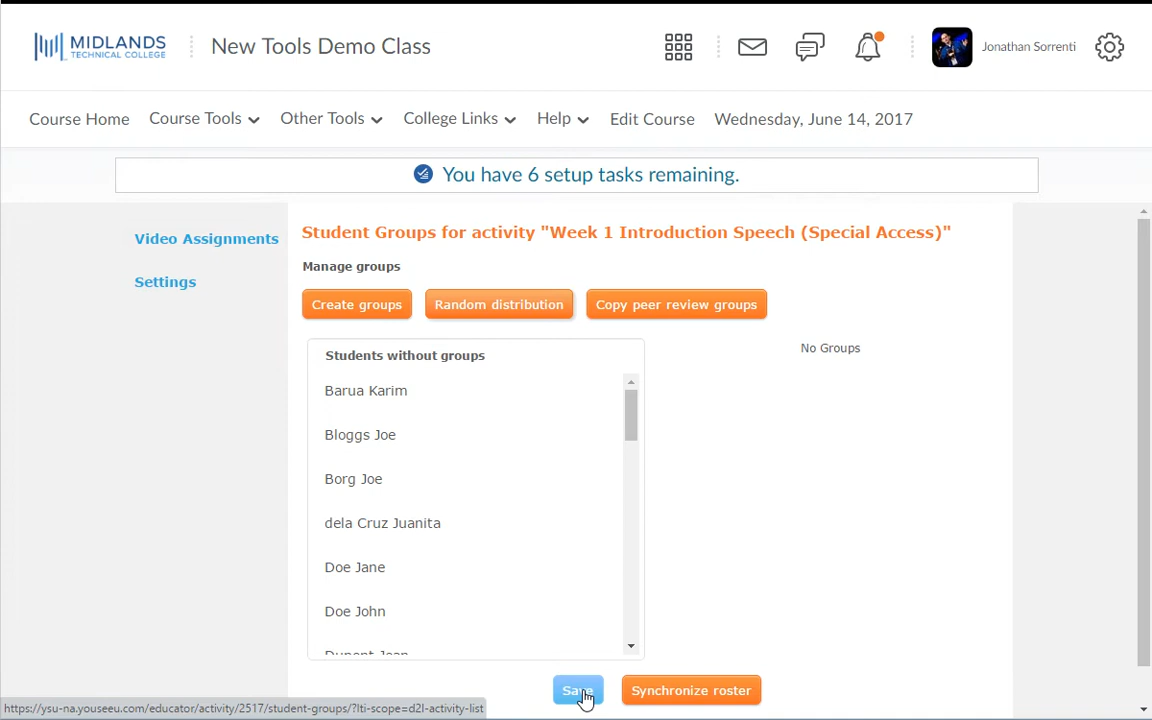 MIDLANDS
TECHNICAL COLLEGE
New Tools Demo Class
Jonathan Sorrenti
Course Home
Course Tools
Other Tools
College Links
Help
Edit Course
Wednesday, June 14, 2017
You have 6 setup tasks remaining.
Video Assignments
Settings
Student Groups for activity "Week 1 Introduction Speech (Special Access)"
Manage groups
Create groups
Random distribution
Copy peer review groups
Students without groups
No Groups
Barua Karim
Bloggs Joe
Borg Joe
dela Cruz Juanita
Doe Jane
Doe John
Dupont Jean
Save
Synchronize roster
https://ysu-na.youseeu.com/educator/activity/2517/student-groups/?lti-scope=d2l-activity-list